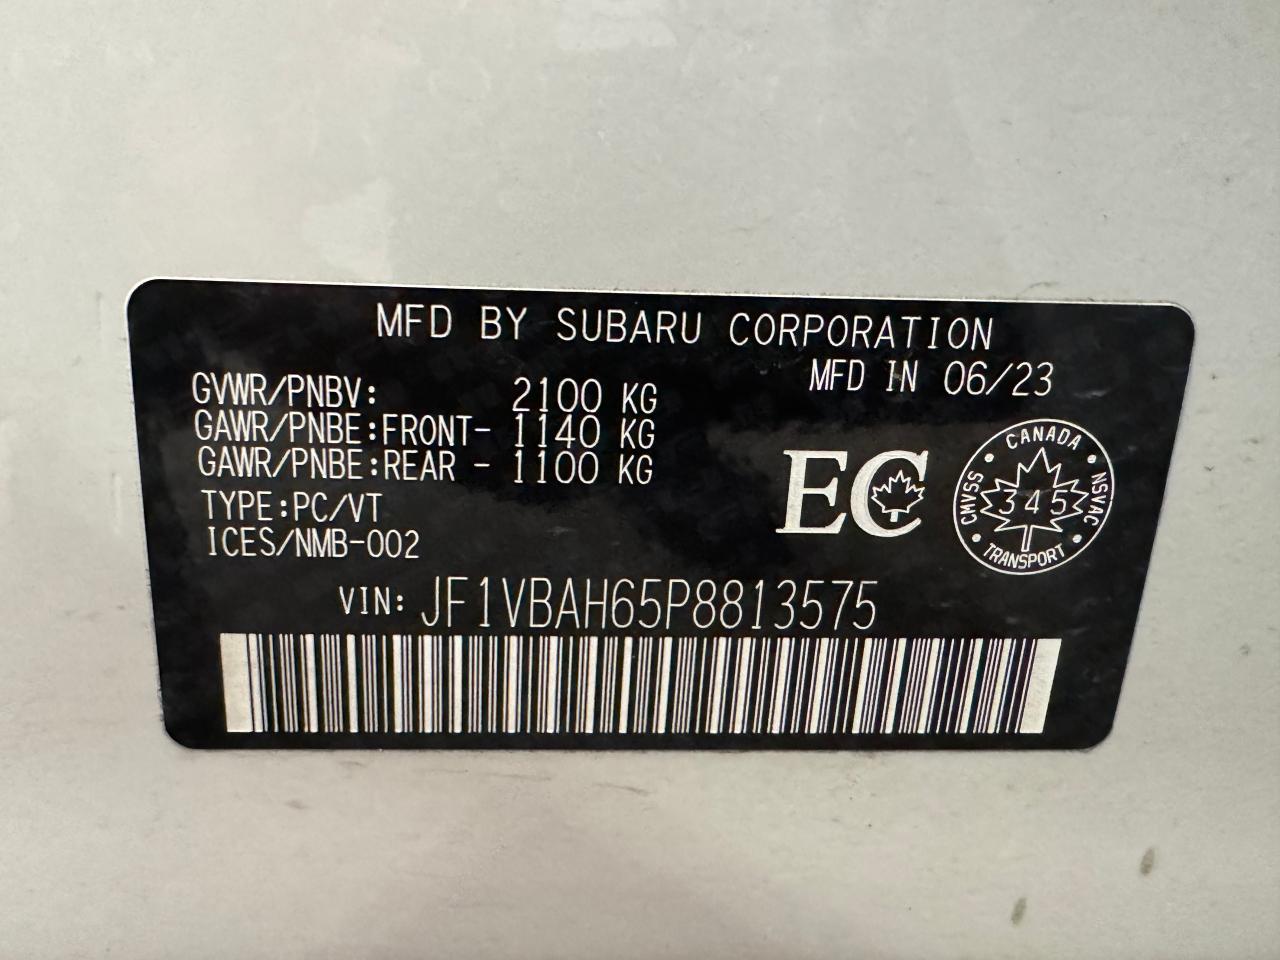 MFD BY SUBARU CORPORATION
MFD IN 06/23
GVWR/PNBV: 2100 KG
GAWR/PNBE:FRONT- 1140 KG
GAWR/PNBE:REAR - 1100 KG
TYPE:PC/VT
ICES/NMB-002
EC
CANADA
CMVSS 345 NSVAC
TRANSPORT
VIN: JF1VBAH65P8813575